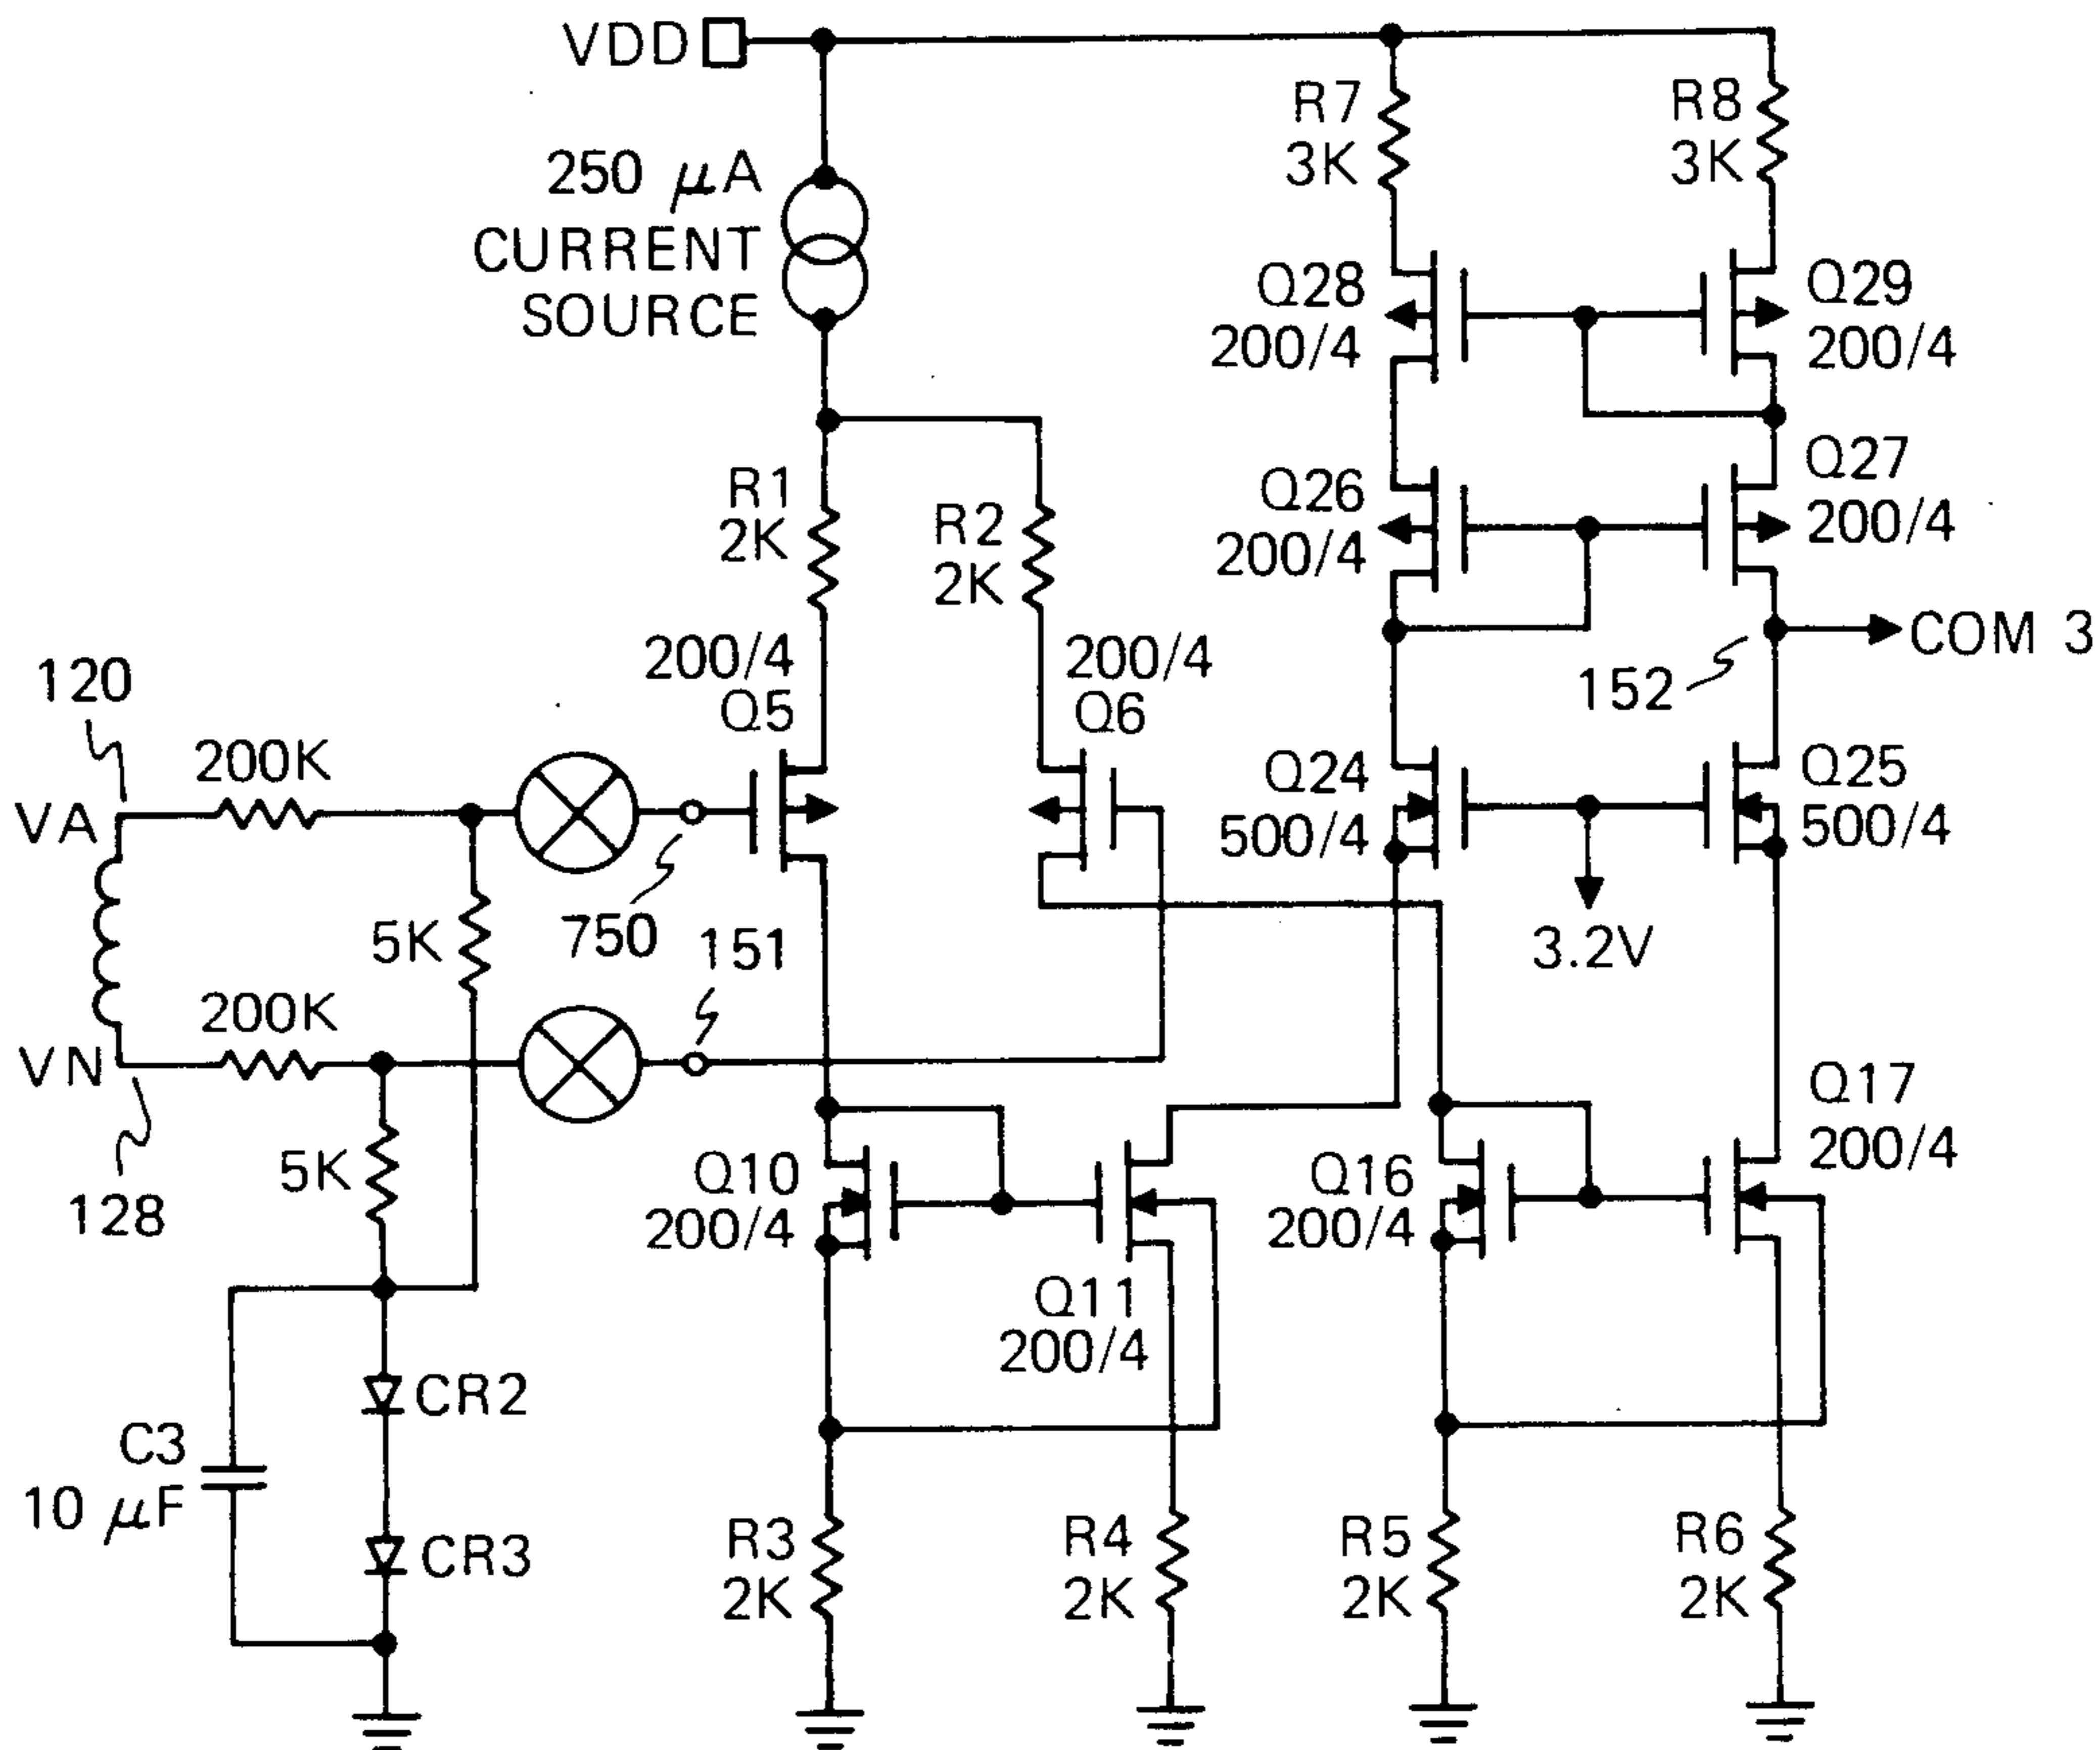 VDD
R7
3K
R8
3K
250 μA
CURRENT
SOURCE
Q28
200/4
Q29
200/4
R1
2K
R2
2K
Q26
200/4
Q27
200/4
COM 3
152
200/4
Q5
200/4
Q6
120
200K
VA
Q24
500/4
Q25
500/4
5K
750
151
3.2V
200K
VN
128
5K
Q10
200/4
Q11
200/4
Q16
200/4
Q17
200/4
CR2
C3
10 μF
CR3
R3
2K
R4
2K
R5
2K
R6
2K